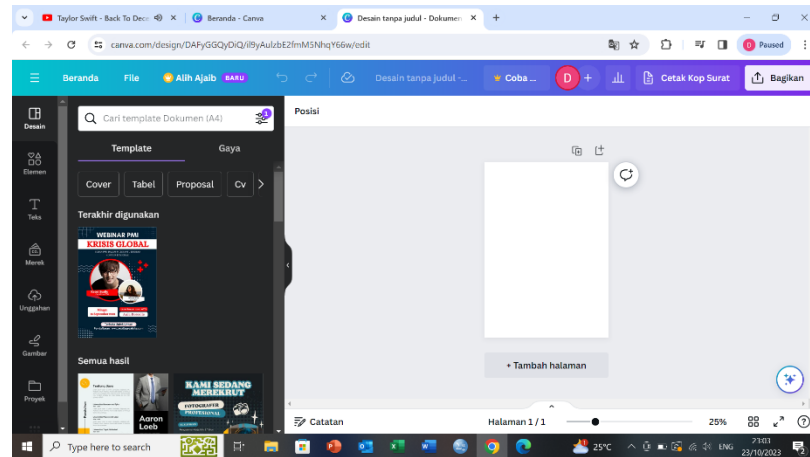 Taylor Swift - Back To Dece
Beranda - Canva
Desain tanpa judul - Dokumen
canva.com/design/DAFyGGQyDiQ/il9yAulzbE2fmM5NhqY66w/edit
D Paused
Beranda File Alih Ajaib BARU Desain tanpa judul -... Coba ... D + Cetak Kop Surat Bagikan
Desain
Elemen
Teks
Merek
Unggahan
Gambar
Proyek
Cari template Dokumen (A4)
1
Template Gaya
Cover Tabel Proposal Cv
Terakhir digunakan
WEBINAR PMI
KRISIS GLOBAL
Semua hasil
Aaron
Loeb
KAMI SEDANG
MEREKRUT
FOTOGRAFER
PROFESIONAL
Posisi
+ Tambah halaman
Catatan Halaman 1 / 1 25%
Type here to search
25°C
ENG
23:03
23/10/2023